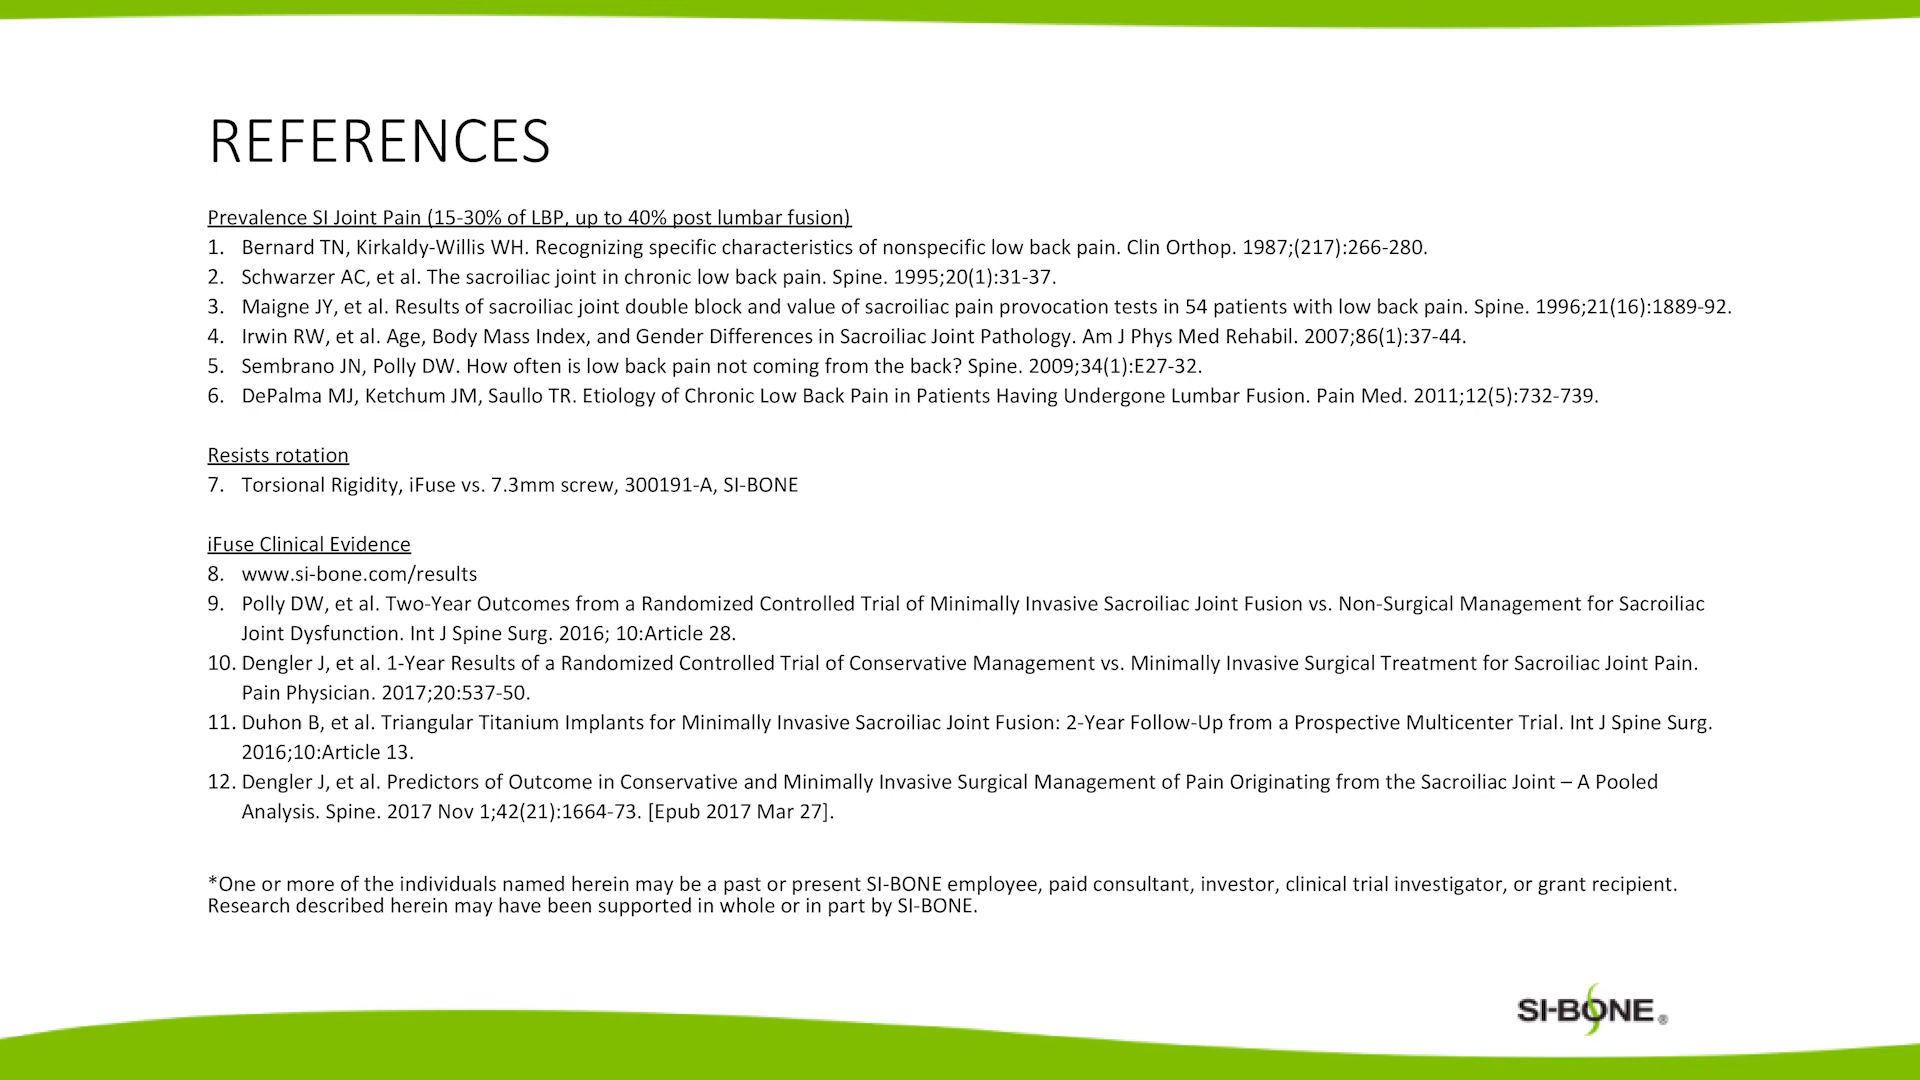 REFERENCES
Prevalence SI Joint Pain (15-30% of LBP, up to 40% post lumbar fusion)
1. Bernard TN, Kirkaldy-Willis WH. Recognizing specific characteristics of nonspecific low back pain. Clin Orthop. 1987;(217):266-280.
2. Schwarzer AC, et al. The sacroiliac joint in chronic low back pain. Spine. 1995;20(1):31-37.
3. Maigne JY, et al. Results of sacroiliac joint double block and value of sacroiliac pain provocation tests in 54 patients with low back pain. Spine. 1996;21(16):1889-92.
4. Irwin RW, et al. Age, Body Mass Index, and Gender Differences in Sacroiliac Joint Pathology. Am J Phys Med Rehabil. 2007;86(1):37-44.
5. Sembrano JN, Polly DW. How often is low back pain not coming from the back? Spine. 2009;34(1):E27-32.
6. DePalma MJ, Ketchum JM, Saullo TR. Etiology of Chronic Low Back Pain in Patients Having Undergone Lumbar Fusion. Pain Med. 2011;12(5):732-739.
Resists rotation
7. Torsional Rigidity, iFuse vs. 7.3mm screw, 300191-A, SI-BONE
iFuse Clinical Evidence
8. www.si-bone.com/results
9. Polly DW, et al. Two-Year Outcomes from a Randomized Controlled Trial of Minimally Invasive Sacroiliac Joint Fusion vs. Non-Surgical Management for Sacroiliac
Joint Dysfunction. Int J Spine Surg. 2016; 10:Article 28.
10. Dengler J, et al. 1-Year Results of a Randomized Controlled Trial of Conservative Management vs. Minimally Invasive Surgical Treatment for Sacroiliac Joint Pain.
Pain Physician. 2017;20:537-50.
11. Duhon B, et al. Triangular Titanium Implants for Minimally Invasive Sacroiliac Joint Fusion: 2-Year Follow-Up from a Prospective Multicenter Trial. Int J Spine Surg.
2016;10:Article 13.
12. Dengler J, et al. Predictors of Outcome in Conservative and Minimally Invasive Surgical Management of Pain Originating from the Sacroiliac Joint – A Pooled
Analysis. Spine. 2017 Nov 1;42(21):1664-73. [Epub 2017 Mar 27].
*One or more of the individuals named herein may be a past or present SI-BONE employee, paid consultant, investor, clinical trial investigator, or grant recipient.
Research described herein may have been supported in whole or in part by SI-BONE.
SI-BONE®